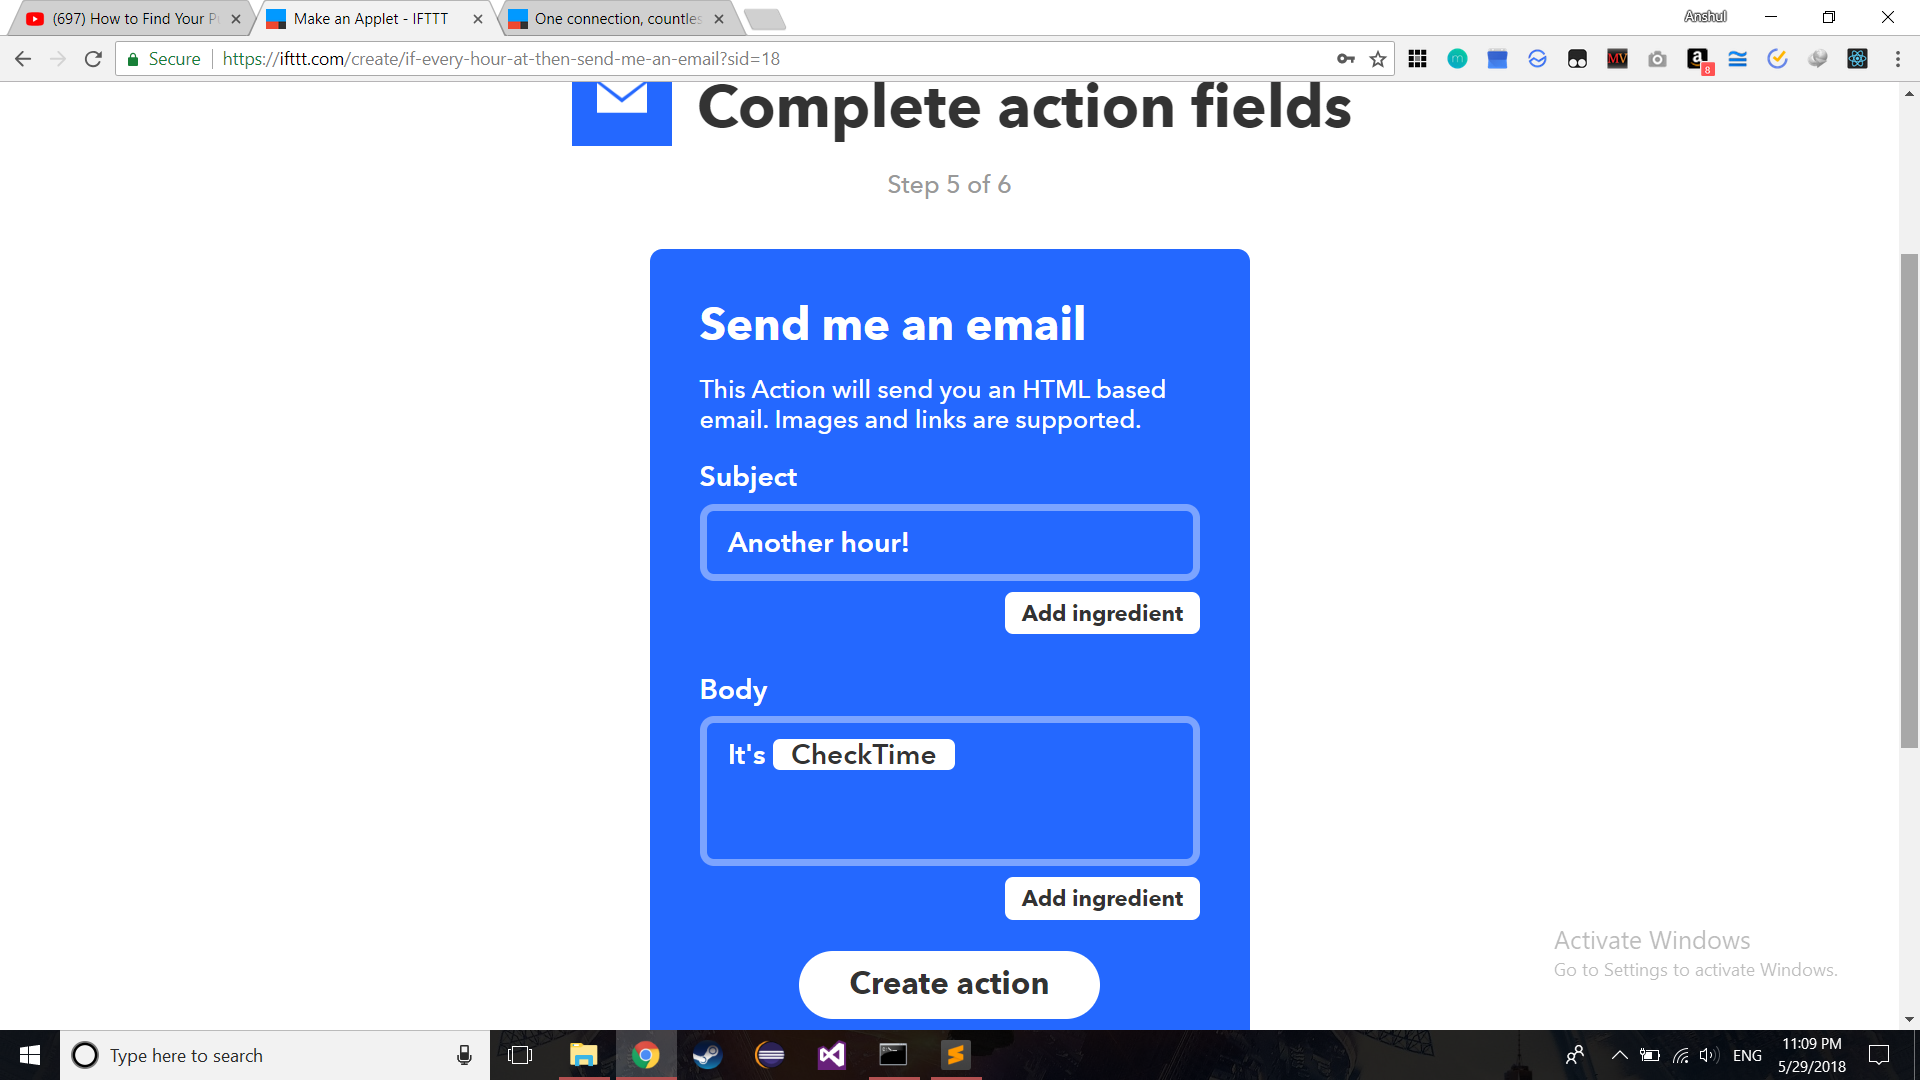 (697) How to Find Your P
Make an Applet - IFTTT
One connection, countles
Anshul
Secure
https://ifttt.com/create/if-every-hour-at-then-send-me-an-email?sid=18
m
MV
a
8
Complete action fields
Step 5 of 6
Send me an email
This Action will send you an HTML based
email. Images and links are supported.
Subject
Another hour!
Add ingredient
Body
It's CheckTime
Add ingredient
Create action
Activate Windows
Go to Settings to activate Windows.
Type here to search
ENG
11:09 PM
5/29/2018